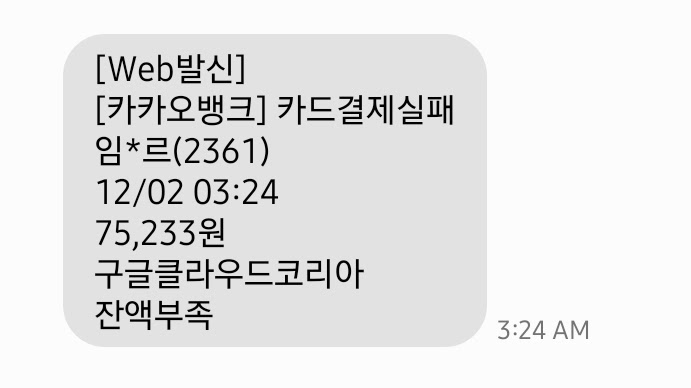 [Web발신]
[카카오뱅크] 카드결제실패
임*르(2361)
12/02 03:24
75,233원
구글클라우드코리아
잔액부족
3:24 AM